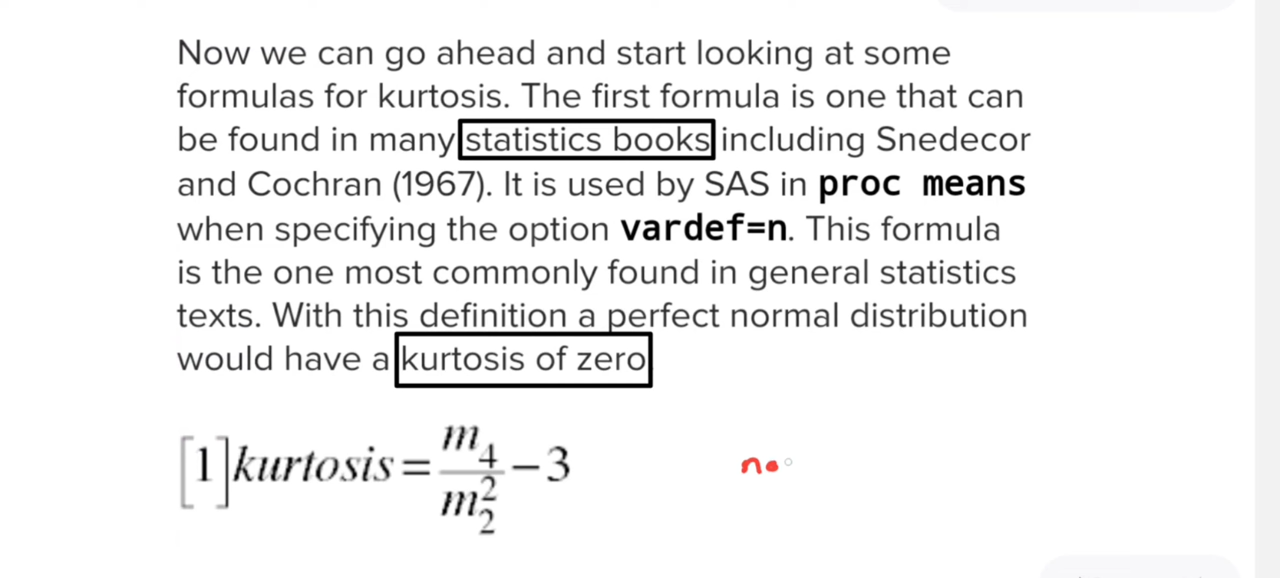 Now we can go ahead and start looking at some
formulas for kurtosis. The first formula is one that can
be found in many statistics books including Snedecor
and Cochran (1967). It is used by SAS in proc means
when specifying the option vardef=n. This formula
is the one most commonly found in general statistics
texts. With this definition a perfect normal distribution
would have a kurtosis of zero
[1]kurtosis = m₄/m₂² − 3